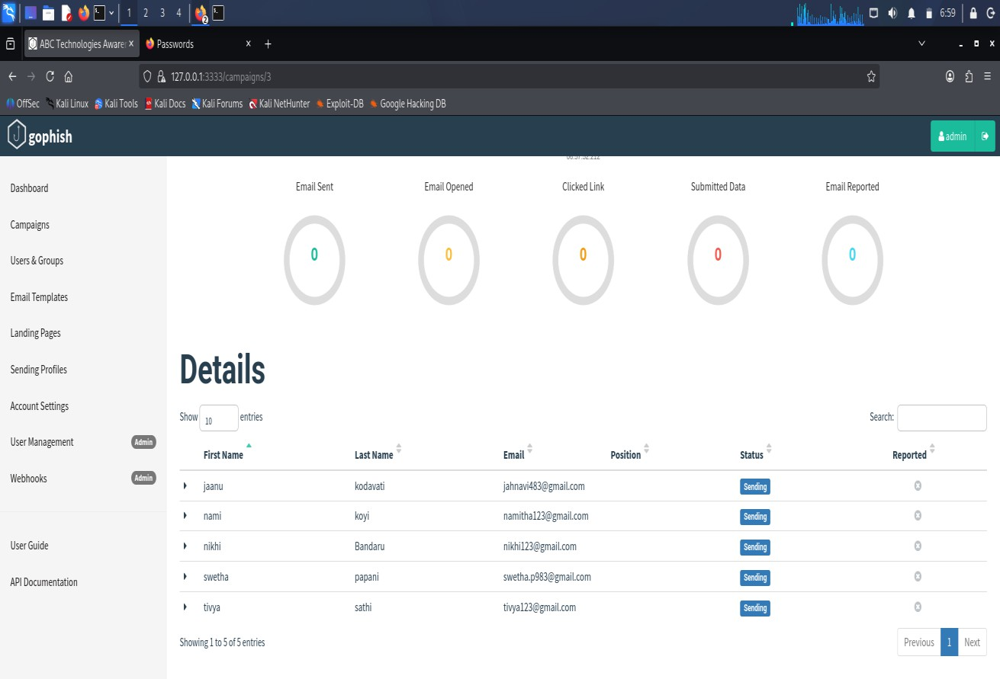 1 2 3 4 2 6:59
ABC Technologies Awarer Passwords
127.0.0.1:3333/campaigns/3
OffSec Kali Linux Kali Tools Kali Docs Kali Forums Kali NetHunter Exploit-DB Google Hacking DB
gophish admin
Dashboard
Campaigns
Users & Groups
Email Templates
Landing Pages
Sending Profiles
Account Settings
User Management Admin
Webhooks Admin
User Guide
API Documentation
Email Sent Email Opened Clicked Link Submitted Data Email Reported
0 0 0 0 0
Details
Show 10 entries Search:
First Name Last Name Email Position Status Reported
jaanu kodavati jahnavi483@gmail.com Sending
nami koyi namitha123@gmail.com Sending
nikhi Bandaru nikhi123@gmail.com Sending
swetha papani swetha.p983@gmail.com Sending
tivya sathi tivya123@gmail.com Sending
Showing 1 to 5 of 5 entries Previous 1 Next